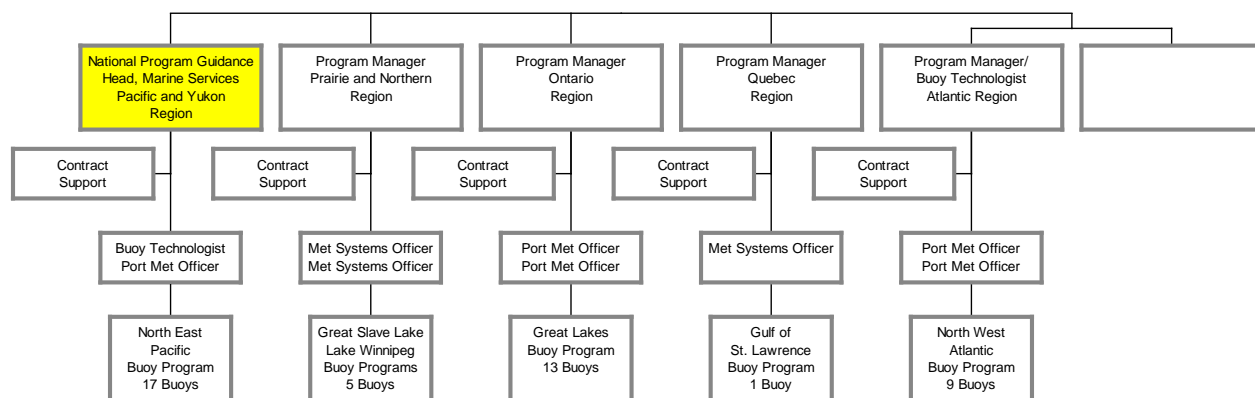 National Program Guidance
Head, Marine Services
Pacific and Yukon
Region
Program Manager
Prairie and Northern
Region
Program Manager
Ontario
Region
Program Manager
Quebec
Region
Program Manager/
Buoy Technologist
Atlantic Region
Contract
Support
Contract
Support
Contract
Support
Contract
Support
Contract
Support
Buoy Technologist
Port Met Officer
Met Systems Officer
Met Systems Officer
Port Met Officer
Port Met Officer
Met Systems Officer
Port Met Officer
Port Met Officer
North East
Pacific
Buoy Program
17 Buoys
Great Slave Lake
Lake Winnipeg
Buoy Programs
5 Buoys
Great Lakes
Buoy Program
13 Buoys
Gulf of
St. Lawrence
Buoy Program
1 Buoy
North West
Atlantic
Buoy Program
9 Buoys